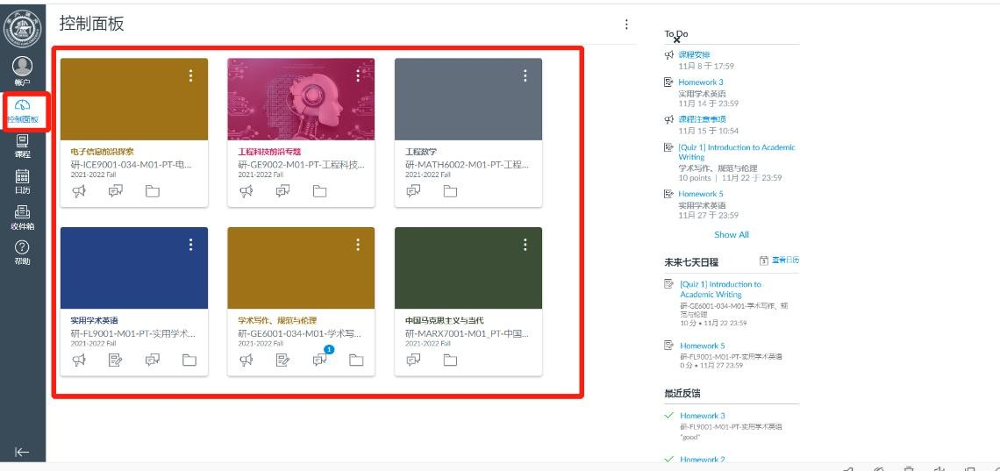 控制面板
To Do
帐户
控制面板
课程
日历
收件箱
帮助
电子信息前沿探索
研-ICE9001-034-M01-PT-电...
2021-2022 Fall
工程科技前沿专题
研-GE9002-M01-PT-工程科技...
2021-2022 Fall
工程数学
研-MATH6002-M01-PT-工程...
2021-2022 Fall
实用学术英语
研-FL9001-M01-PT-实用学术...
2021-2022 Fall
学术写作、规范与伦理
研-GE6001-034-M01-学术写...
2021-2022 Fall
1
中国马克思主义与当代
研-MARX7001-M01_PT-中国...
2021-2022 Fall
课程安排
11月 8 于 17:59
Homework 3
实用学术英语
11月 14 于 23:59
课程注意事项
11月 15 于 10:54
[Quiz 1] Introduction to Academic
Writing
学术写作、规范与伦理
10 points | 11月 22 于 23:59
Homework 5
实用学术英语
11月 27 于 23:59
Show All
未来七天日程
查看日历
[Quiz 1] Introduction to
Academic Writing
研-GE6001-034-M01-学术写作、规
范与伦理
10 分 • 11月 22 23:59
Homework 5
研-FL9001-M01-PT-实用学术英语
0 分 • 11月 27 23:59
最近反馈
Homework 3
研-FL9001-M01-PT-实用学术英语
"good"
Homework 2